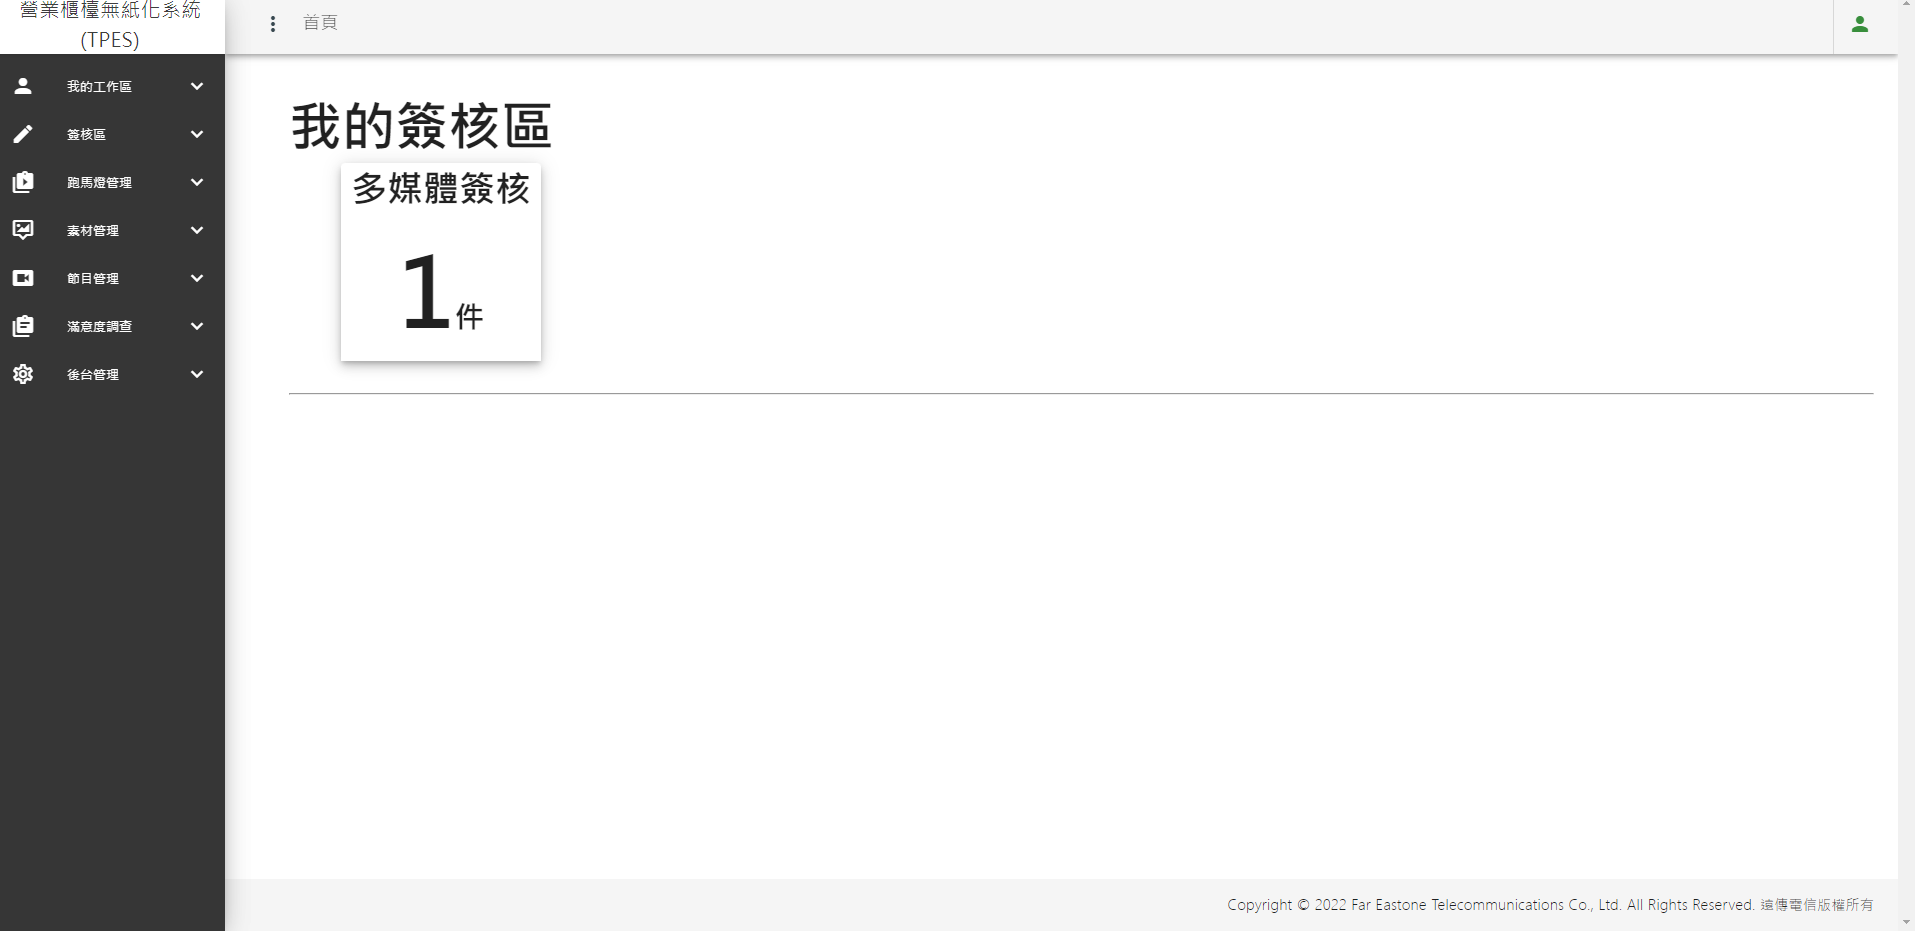 營業櫃檯無紙化系統
(TPES)
首頁
我的工作區
簽核區
跑馬燈管理
素材管理
節目管理
滿意度調查
後台管理
我的簽核區
多媒體簽核
1件
Copyright © 2022 Far Eastone Telecommunications Co., Ltd. All Rights Reserved. 遠傳電信版權所有